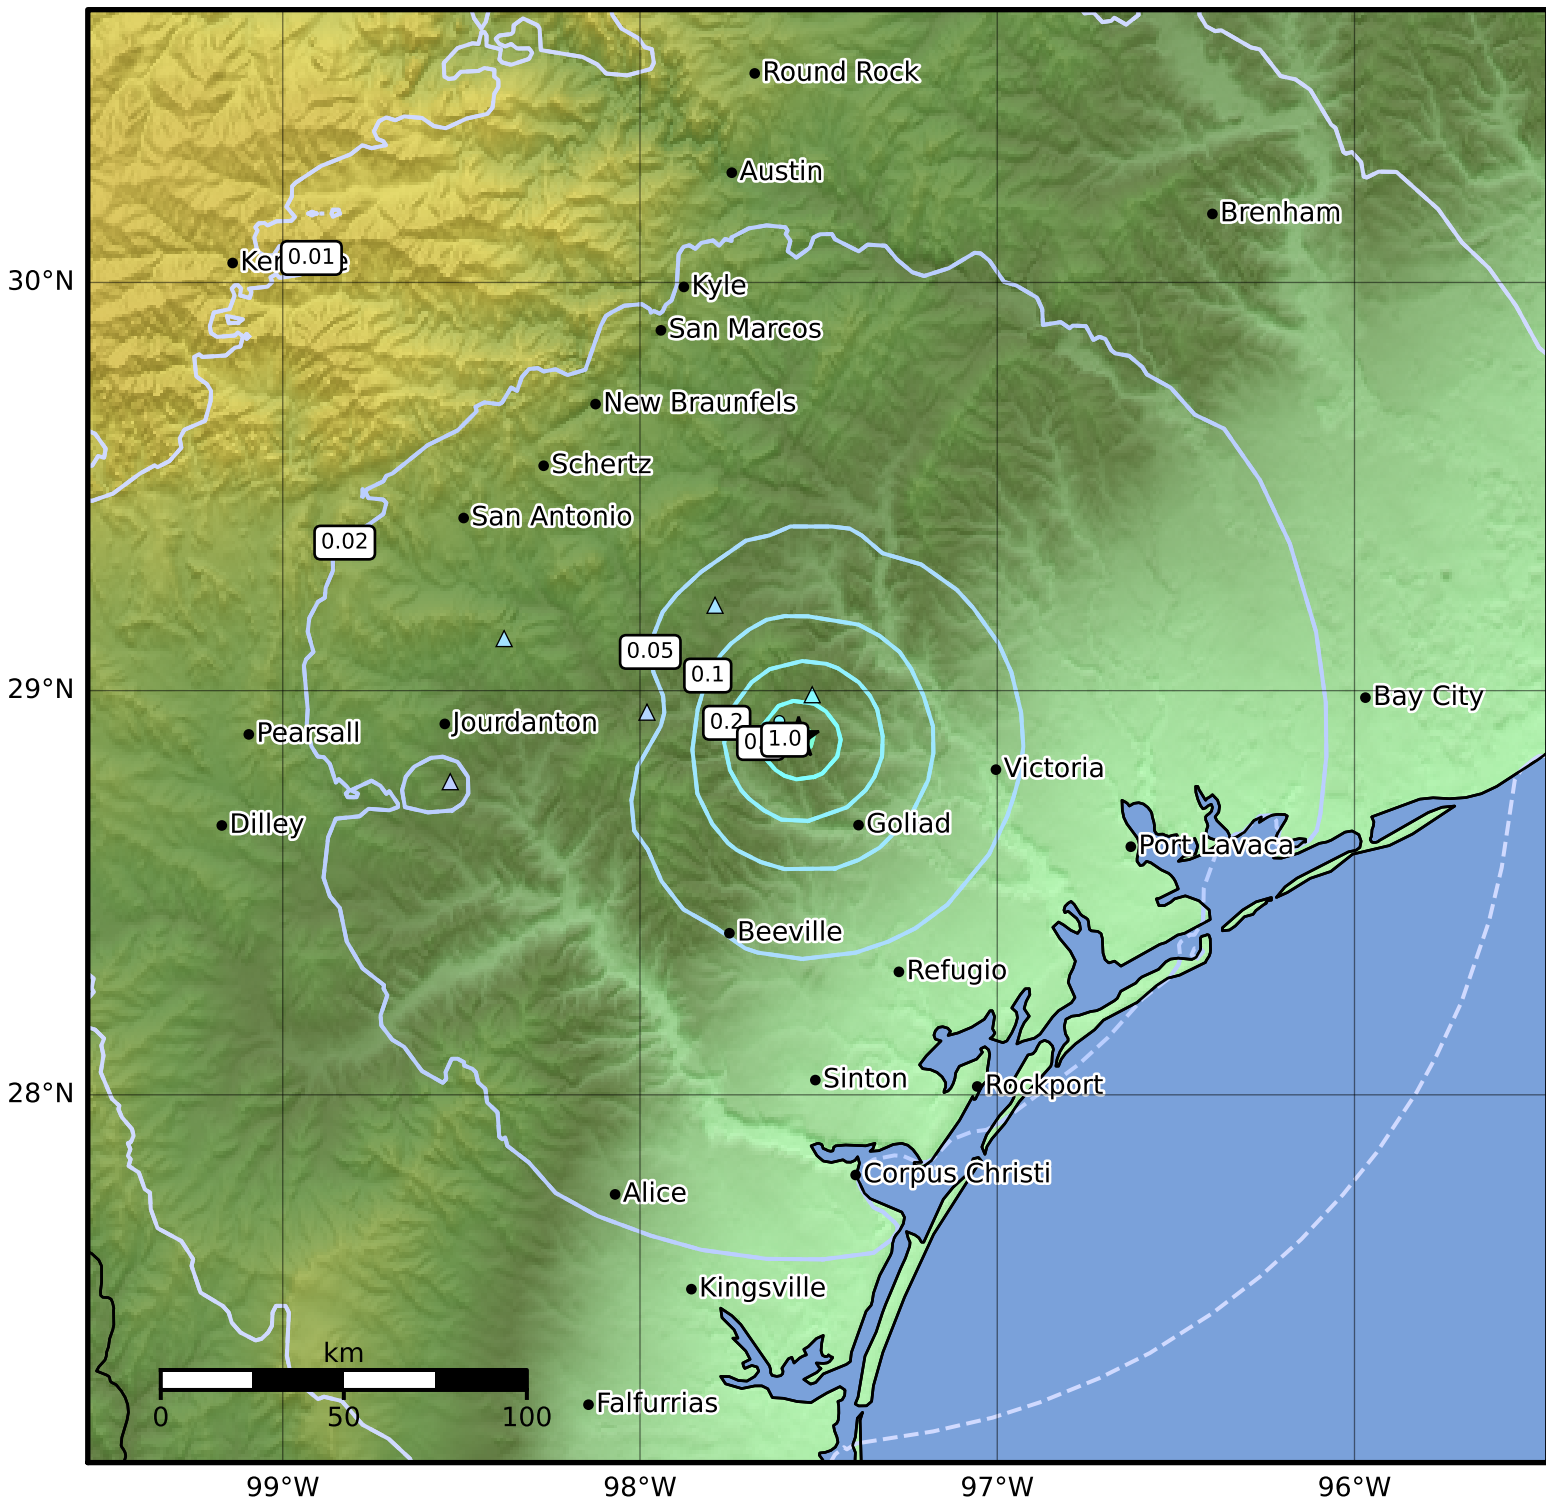 Round Rock
Austin
Brenham
0.01
30°N
Kyle
San Marcos
New Braunfels
Schertz
San Antonio
0.02
0.05
0.1
29°N
Bay City
0.2
Jourdanton
Pearsall
1.0
Victoria
Dilley
Goliad
Port Lavaca
Beeville
Refugio
Sinton
Rockport
28°N
Corpus Christi
Alice
Kingsville
km
Falfurrias
0 50 100
99°W 98°W 97°W 96°W